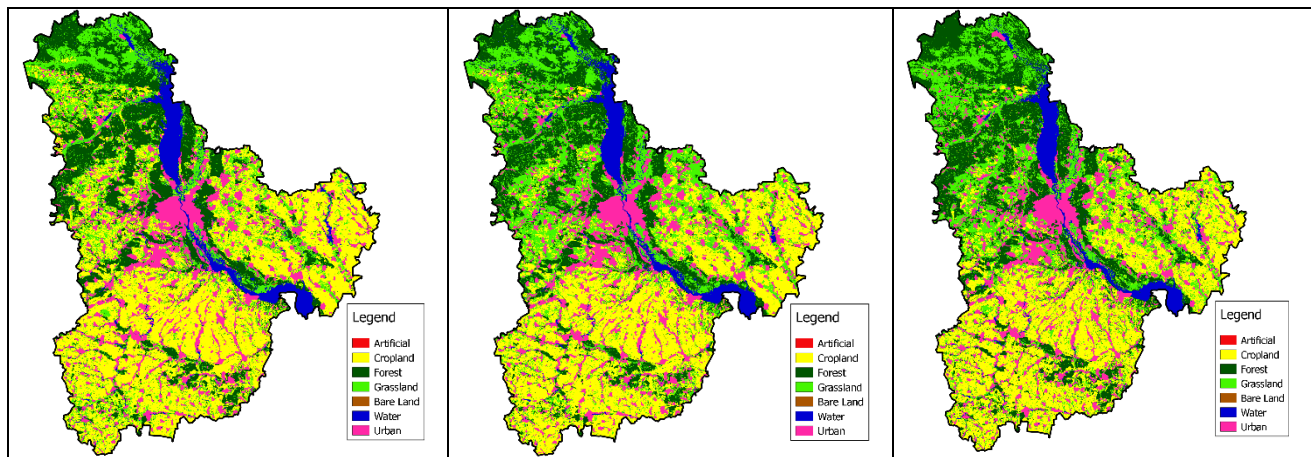 Legend
Artificial
Cropland
Forest
Grassland
Bare Land
Water
Urban
Legend
Artificial
Cropland
Forest
Grassland
Bare Land
Water
Urban
Legend
Artificial
Cropland
Forest
Grassland
Bare Land
Water
Urban